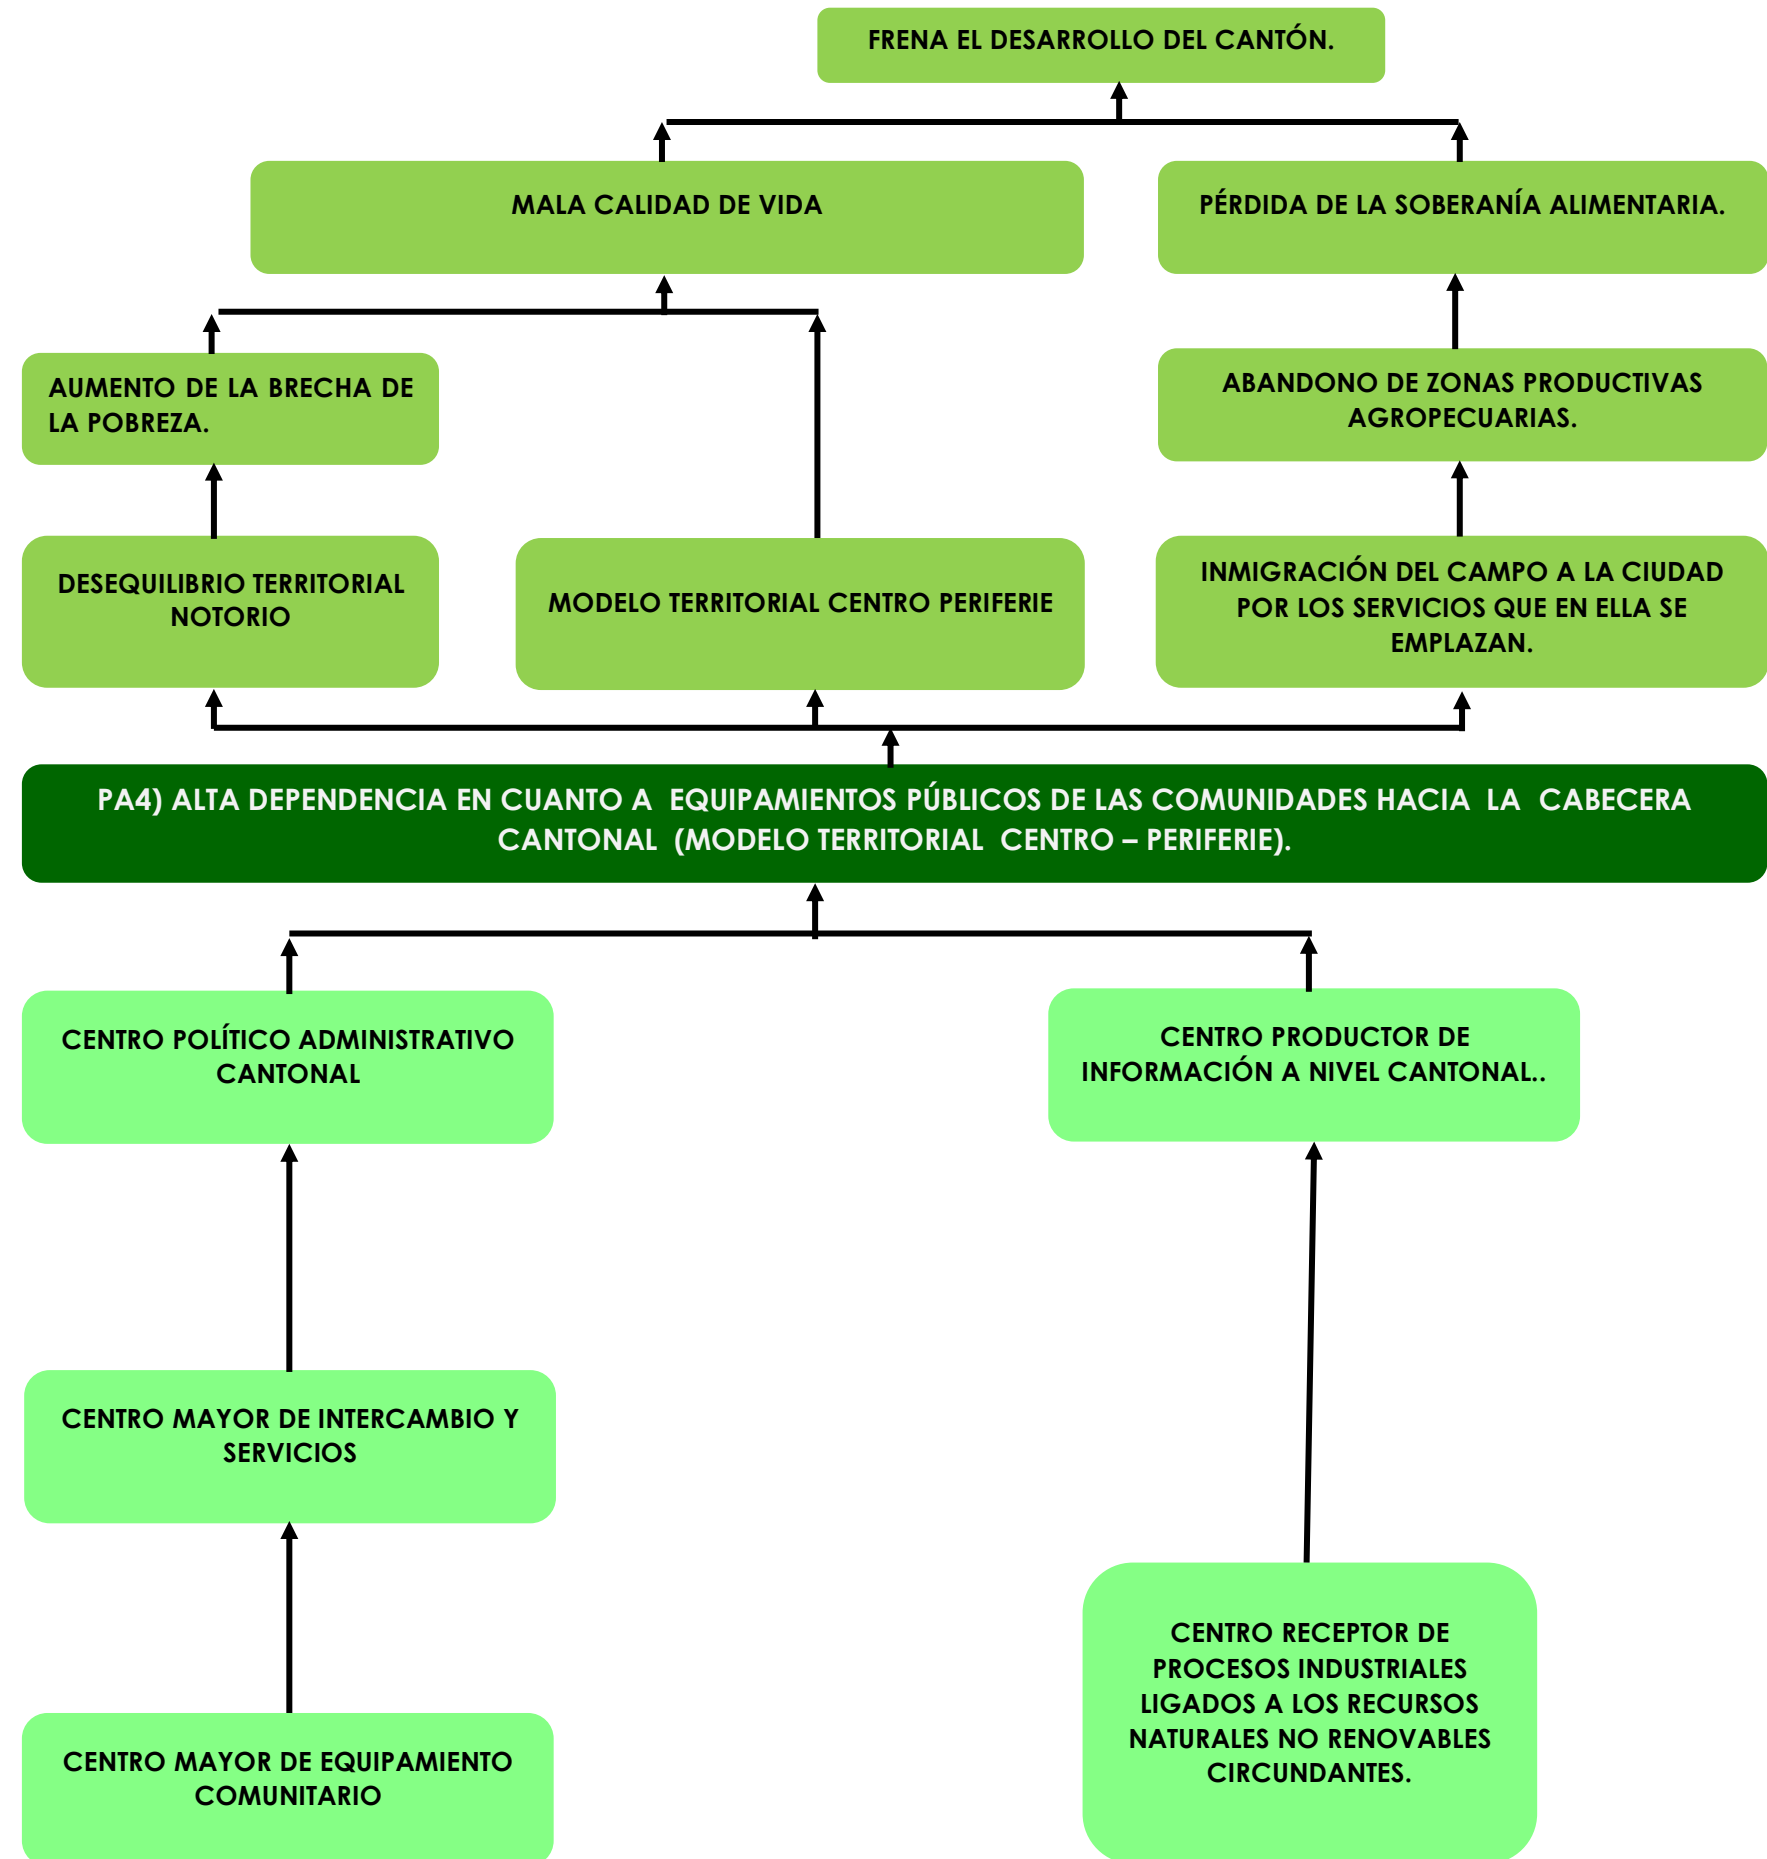 FRENA EL DESARROLLO DEL CANTÓN.
MALA CALIDAD DE VIDA
PÉRDIDA DE LA SOBERANÍA ALIMENTARIA.
AUMENTO DE LA BRECHA DE
LA POBREZA.
ABANDONO DE ZONAS PRODUCTIVAS
AGROPECUARIAS.
DESEQUILIBRIO TERRITORIAL
NOTORIO
MODELO TERRITORIAL CENTRO PERIFERIE
INMIGRACIÓN DEL CAMPO A LA CIUDAD
POR LOS SERVICIOS QUE EN ELLA SE
EMPLAZAN.
PA4) ALTA DEPENDENCIA EN CUANTO A EQUIPAMIENTOS PÚBLICOS DE LAS COMUNIDADES HACIA LA CABECERA
CANTONAL (MODELO TERRITORIAL CENTRO – PERIFERIE).
CENTRO POLÍTICO ADMINISTRATIVO
CANTONAL
CENTRO PRODUCTOR DE
INFORMACIÓN A NIVEL CANTONAL..
CENTRO MAYOR DE INTERCAMBIO Y
SERVICIOS
CENTRO MAYOR DE EQUIPAMIENTO
COMUNITARIO
CENTRO RECEPTOR DE
PROCESOS INDUSTRIALES
LIGADOS A LOS RECURSOS
NATURALES NO RENOVABLES
CIRCUNDANTES.